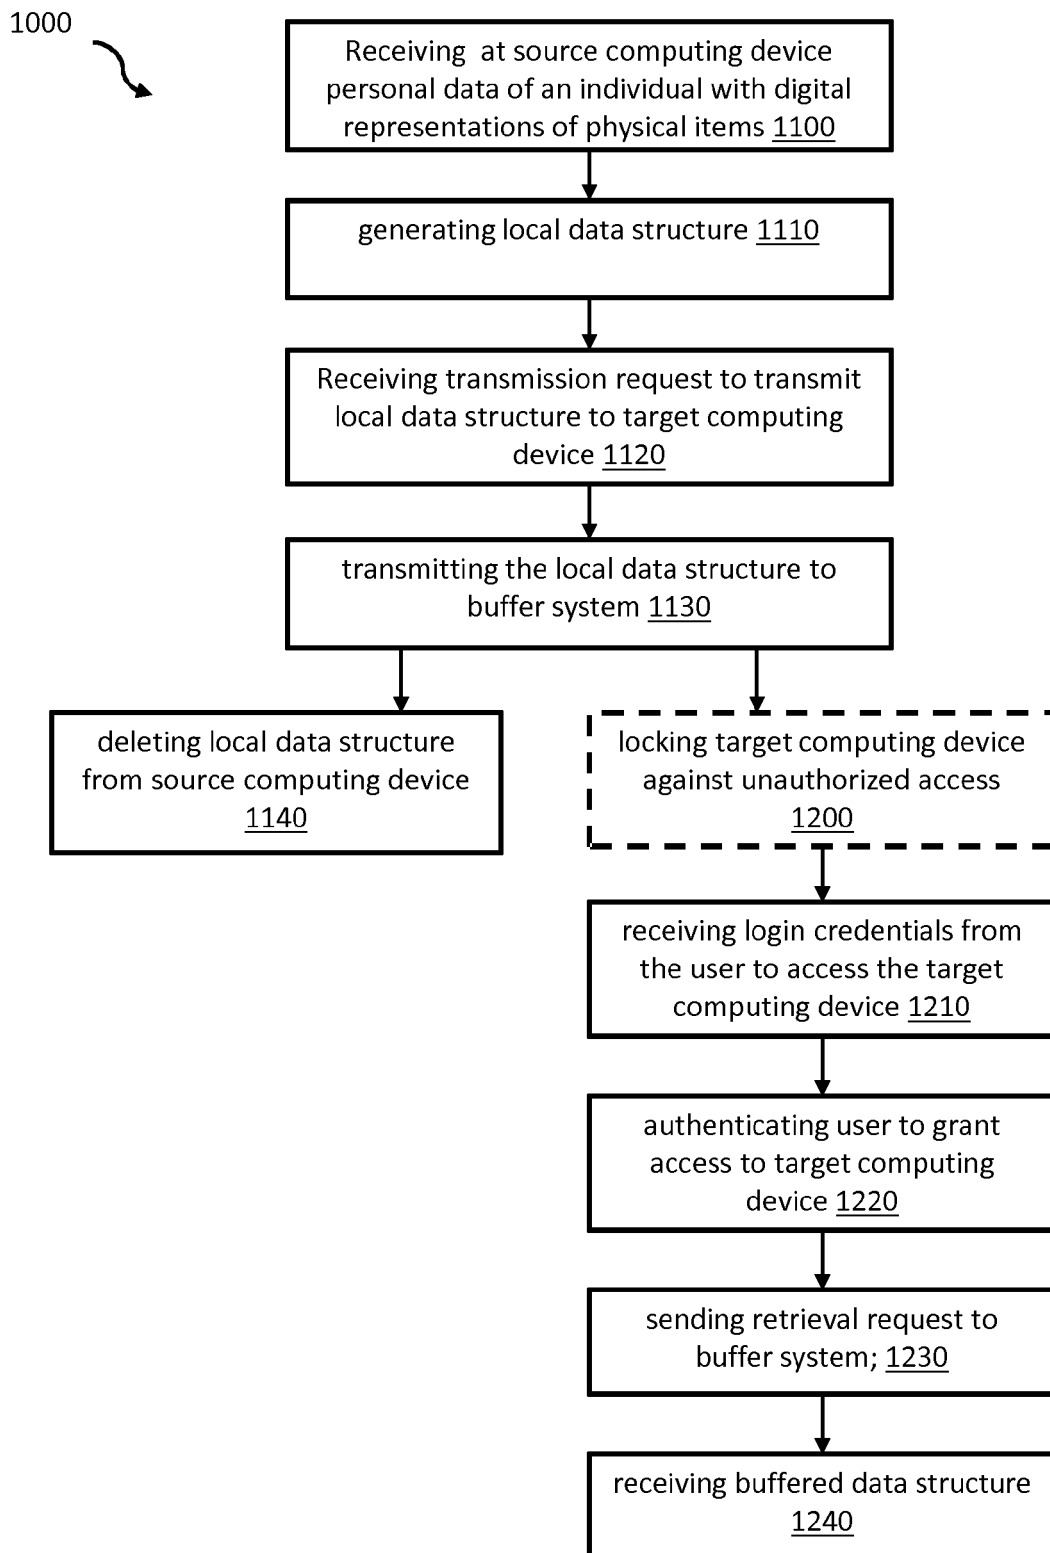 1000
Receiving at source computing device
personal data of an individual with digital
representations of physical items 1100
generating local data structure 1110
Receiving transmission request to transmit
local data structure to target computing
device 1120
transmitting the local data structure to
buffer system 1130
deleting local data structure
from source computing device
1140
locking target computing device
against unauthorized access
1200
receiving login credentials from
the user to access the target
computing device 1210
authenticating user to grant
access to target computing
device 1220
sending retrieval request to
buffer system; 1230
receiving buffered data structure
1240